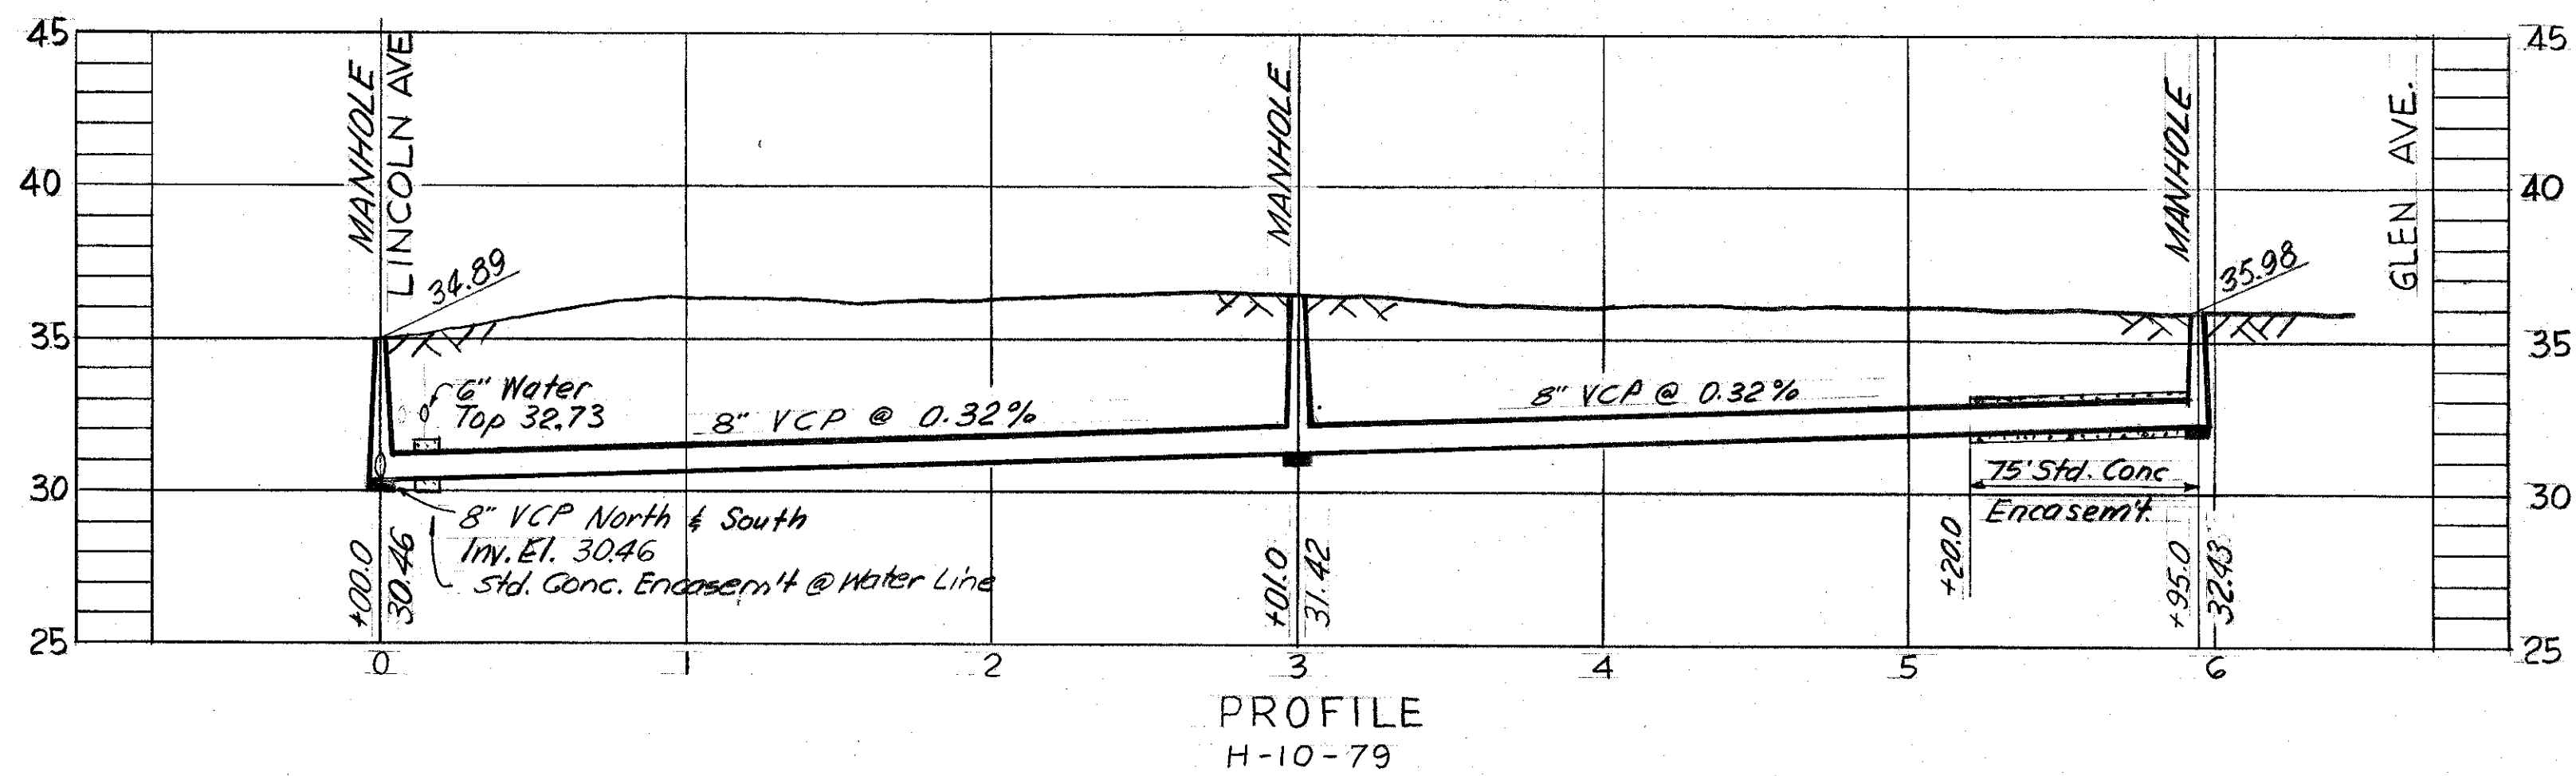 45
40
35
30
25
MANHOLE
LINCOLN AVE
34.89
6" Water
Top 32.73
8" VCP @ 0.32%
8" VCP North & South
Inv. El. 30.46
Std. Conc. Encasem't @ Water Line
+00.0
30.46
MANHOLE
+01.0
31.42
8" VCP @ 0.32%
75' Std. Conc
Encasem't.
+20.0
MANHOLE
35.98
+95.0
32.43
GLEN AVE.
45
40
35
30
25
0 1 2 3 4 5 6
PROFILE
H-10-79